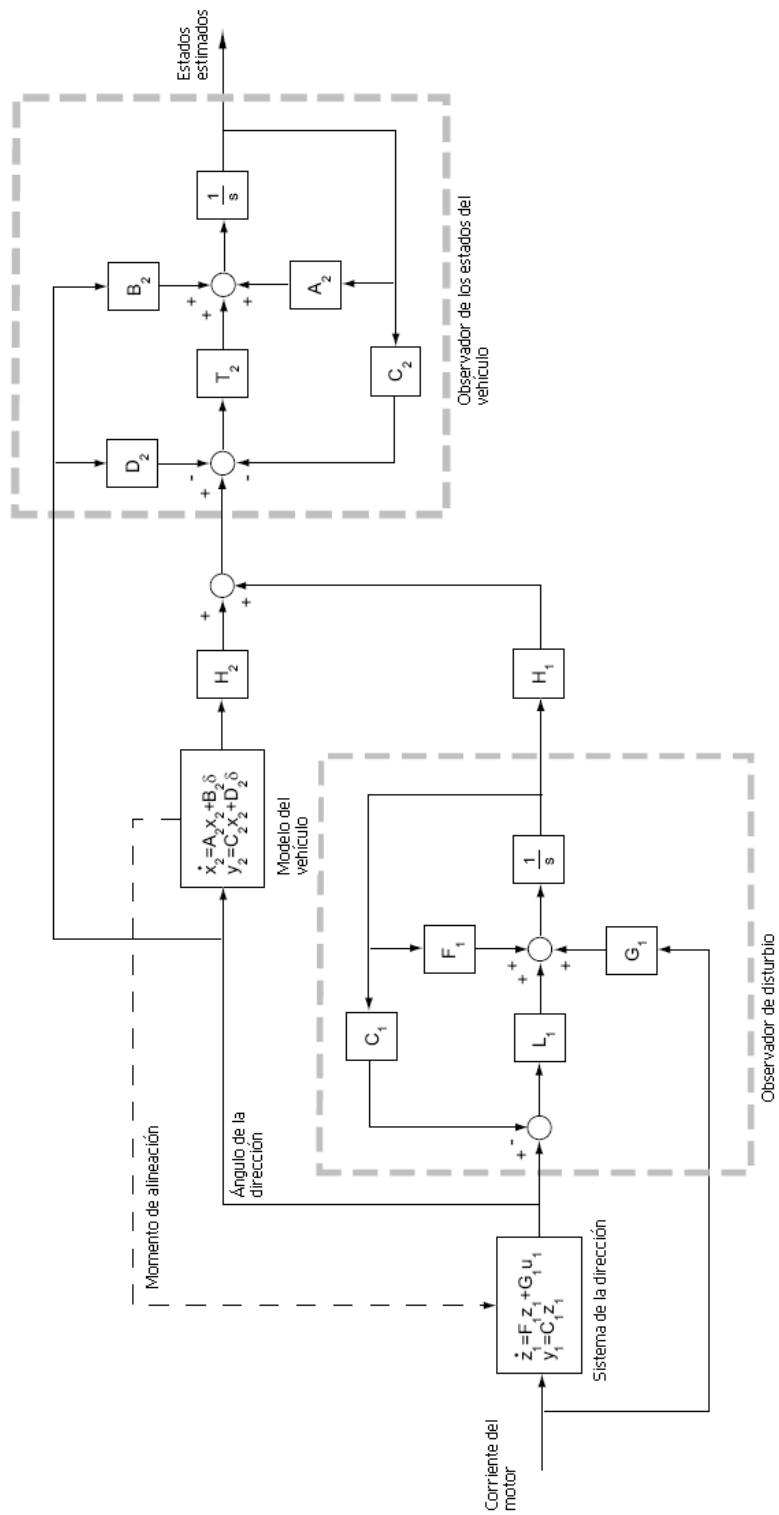 Corriente del
motor
ż₁=F₁z₁+G₁u₁
y₁=C₁z₁
Sistema de la dirección
Momento de alineación
Ángulo de la
dirección
+
-
L₁
C₁
F₁
+
+
+
G₁
1
s
Observador de disturbio
H₁
ẋ₂=A₂x₂+B₂δ
y₂=C₂x₂+D₂δ
Modelo del
vehículo
H₂
+
+
D₂
-
+
-
T₂
B₂
+
+
+
A₂
C₂
1
s
Observador de los estados del
vehículo
Estados
estimados